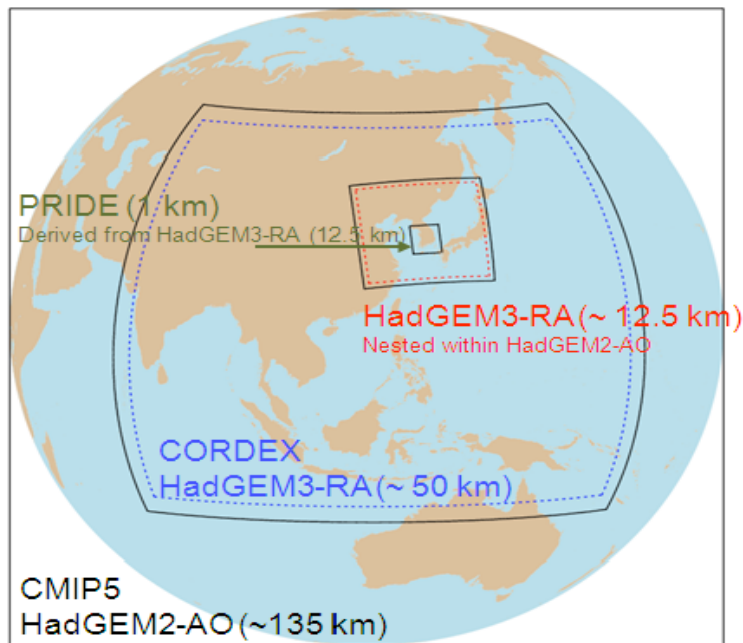 PRIDE (1 km)
Derived from HadGEM3-RA (12.5 km)
HadGEM3-RA (~ 12.5 km)
Nested within HadGEM2-AO
CORDEX
HadGEM3-RA (~ 50 km)
CMIP5
HadGEM2-AO (~135 km)